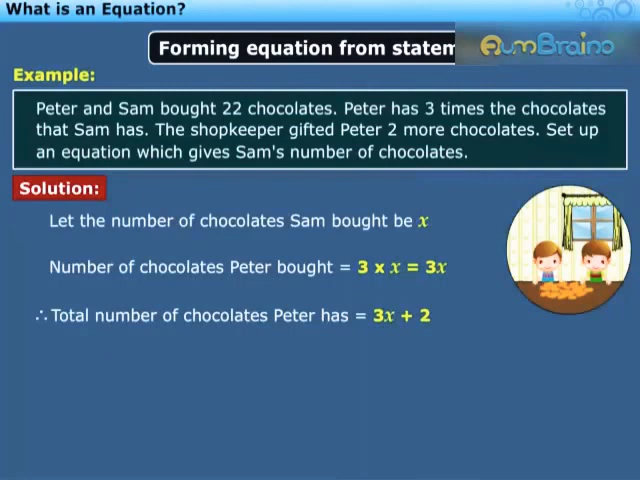 What is an Equation?
Forming equation from statem
AumBraino
Example:
Peter and Sam bought 22 chocolates. Peter has 3 times the chocolates
that Sam has. The shopkeeper gifted Peter 2 more chocolates. Set up
an equation which gives Sam's number of chocolates.
Solution:
Let the number of chocolates Sam bought be x
Number of chocolates Peter bought = 3 x x = 3x
∴ Total number of chocolates Peter has = 3x + 2